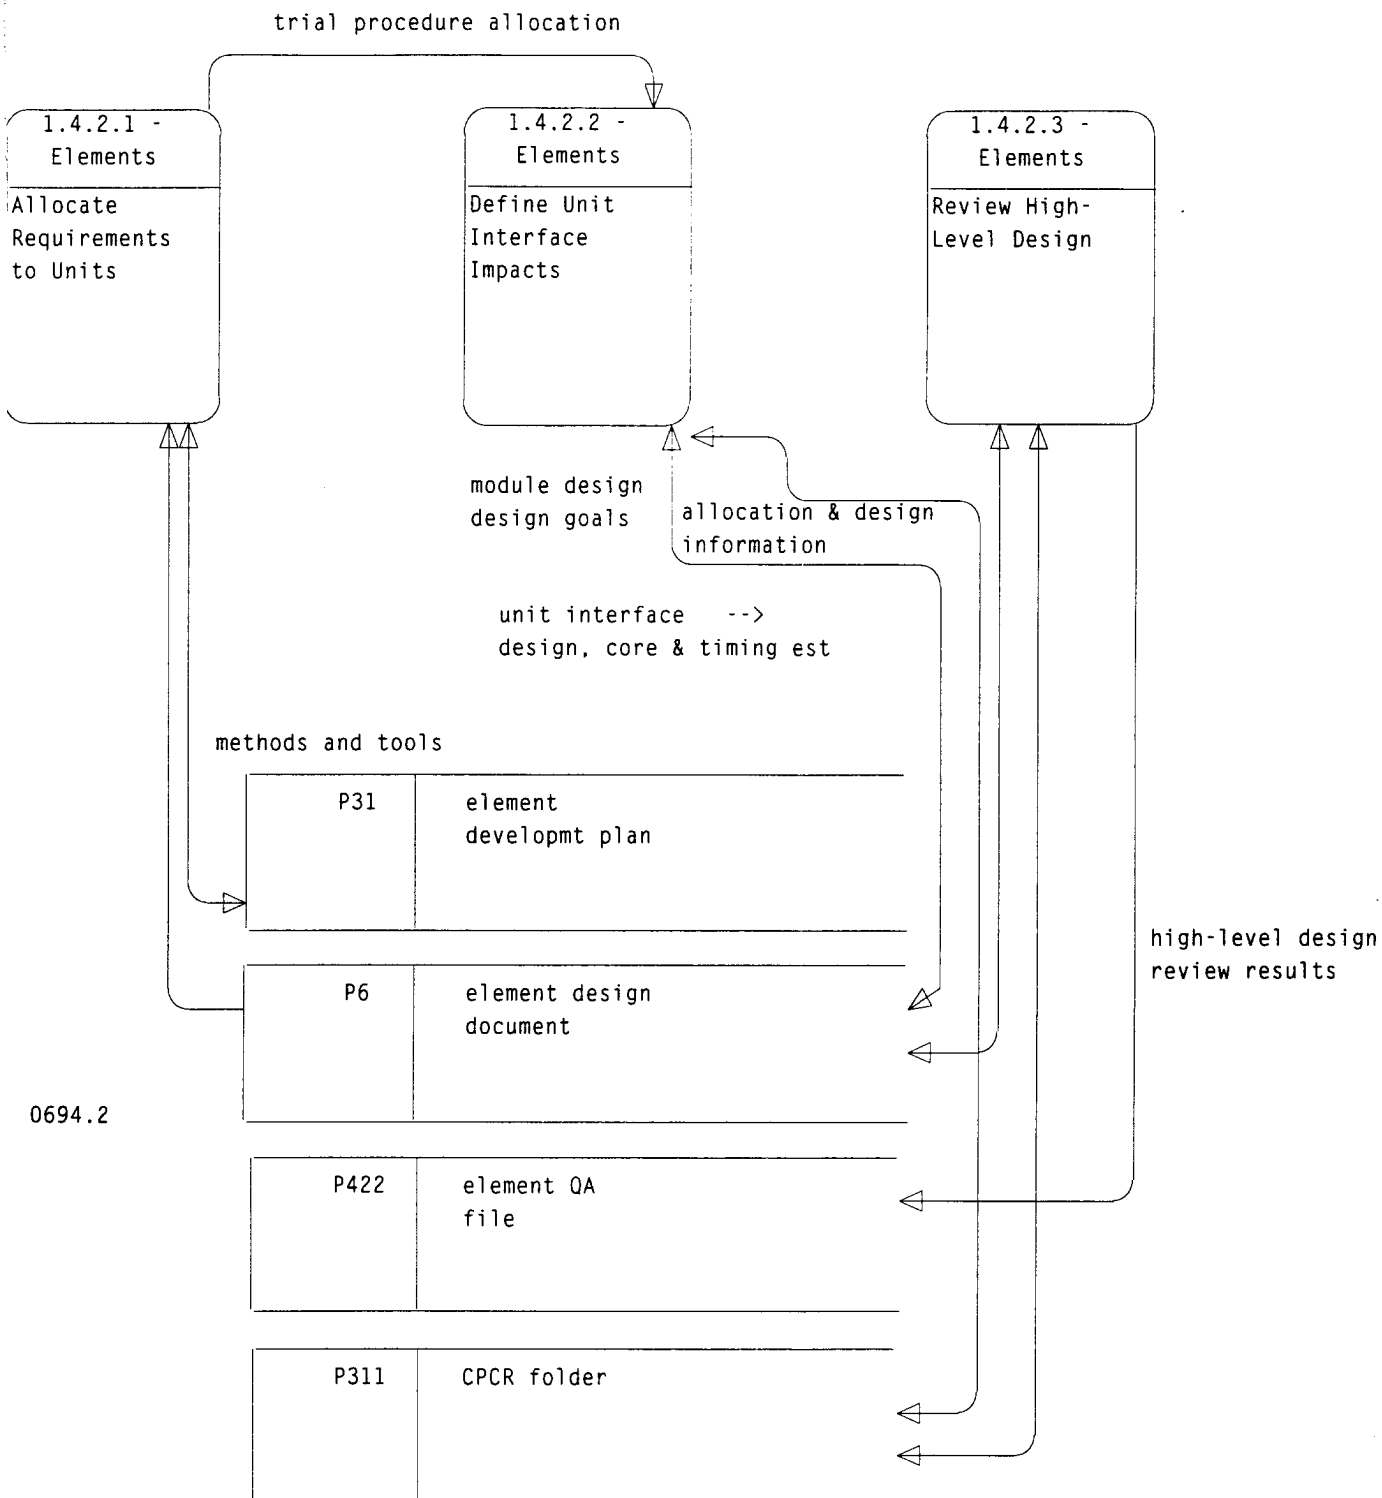 trial procedure allocation
1.4.2.1 -
Elements
Allocate
Requirements
to Units
1.4.2.2 -
Elements
Define Unit
Interface
Impacts
1.4.2.3 -
Elements
Review High-
Level Design
module design
design goals
allocation & design
information
unit interface -->
design, core & timing est
methods and tools
P31
element
developmt plan
high-level design
review results
P6
element design
document
0694.2
P422
element QA
file
P311
CPCR folder